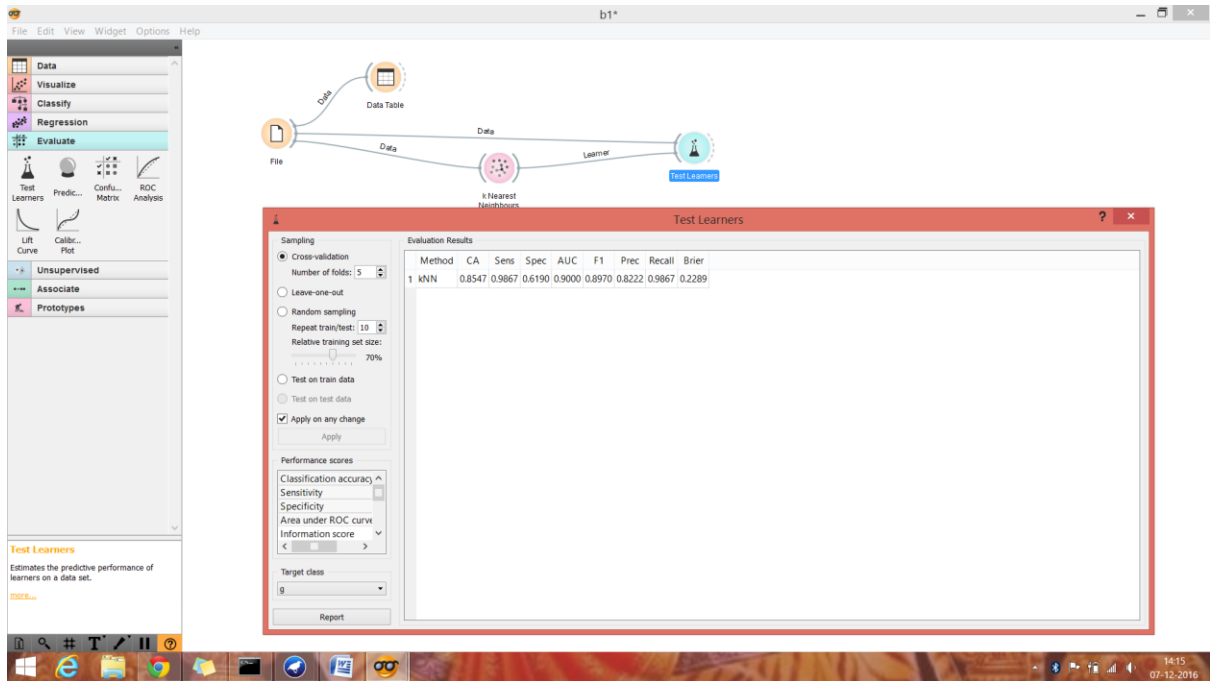 b1*
File Edit View Widget Options Help
Data
Visualize
Classify
Regression
Evaluate
Test Learners
Predic...
Confu... Matrix
ROC Analysis
Lift Curve
Calibr... Plot
Unsupervised
Associate
Prototypes
Data
Data Table
File
Data
Data
Learner
k Nearest
Neighbours
Test Learners
Test Learners
?
Sampling
Cross-validation
Number of folds: 5
Leave-one-out
Random sampling
Repeat train/test: 10
Relative training set size:
70%
Test on train data
Test on test data
Apply on any change
Apply
Performance scores
Classification accuracy
Sensitivity
Specificity
Area under ROC curve
Information score
Target class
g
Report
Evaluation Results
Method CA Sens Spec AUC F1 Prec Recall Brier
1 kNN 0.8547 0.9867 0.6190 0.9000 0.8970 0.8222 0.9867 0.2289
Test Learners
Estimates the predictive performance of
learners on a data set.
more...
14:15
07-12-2016